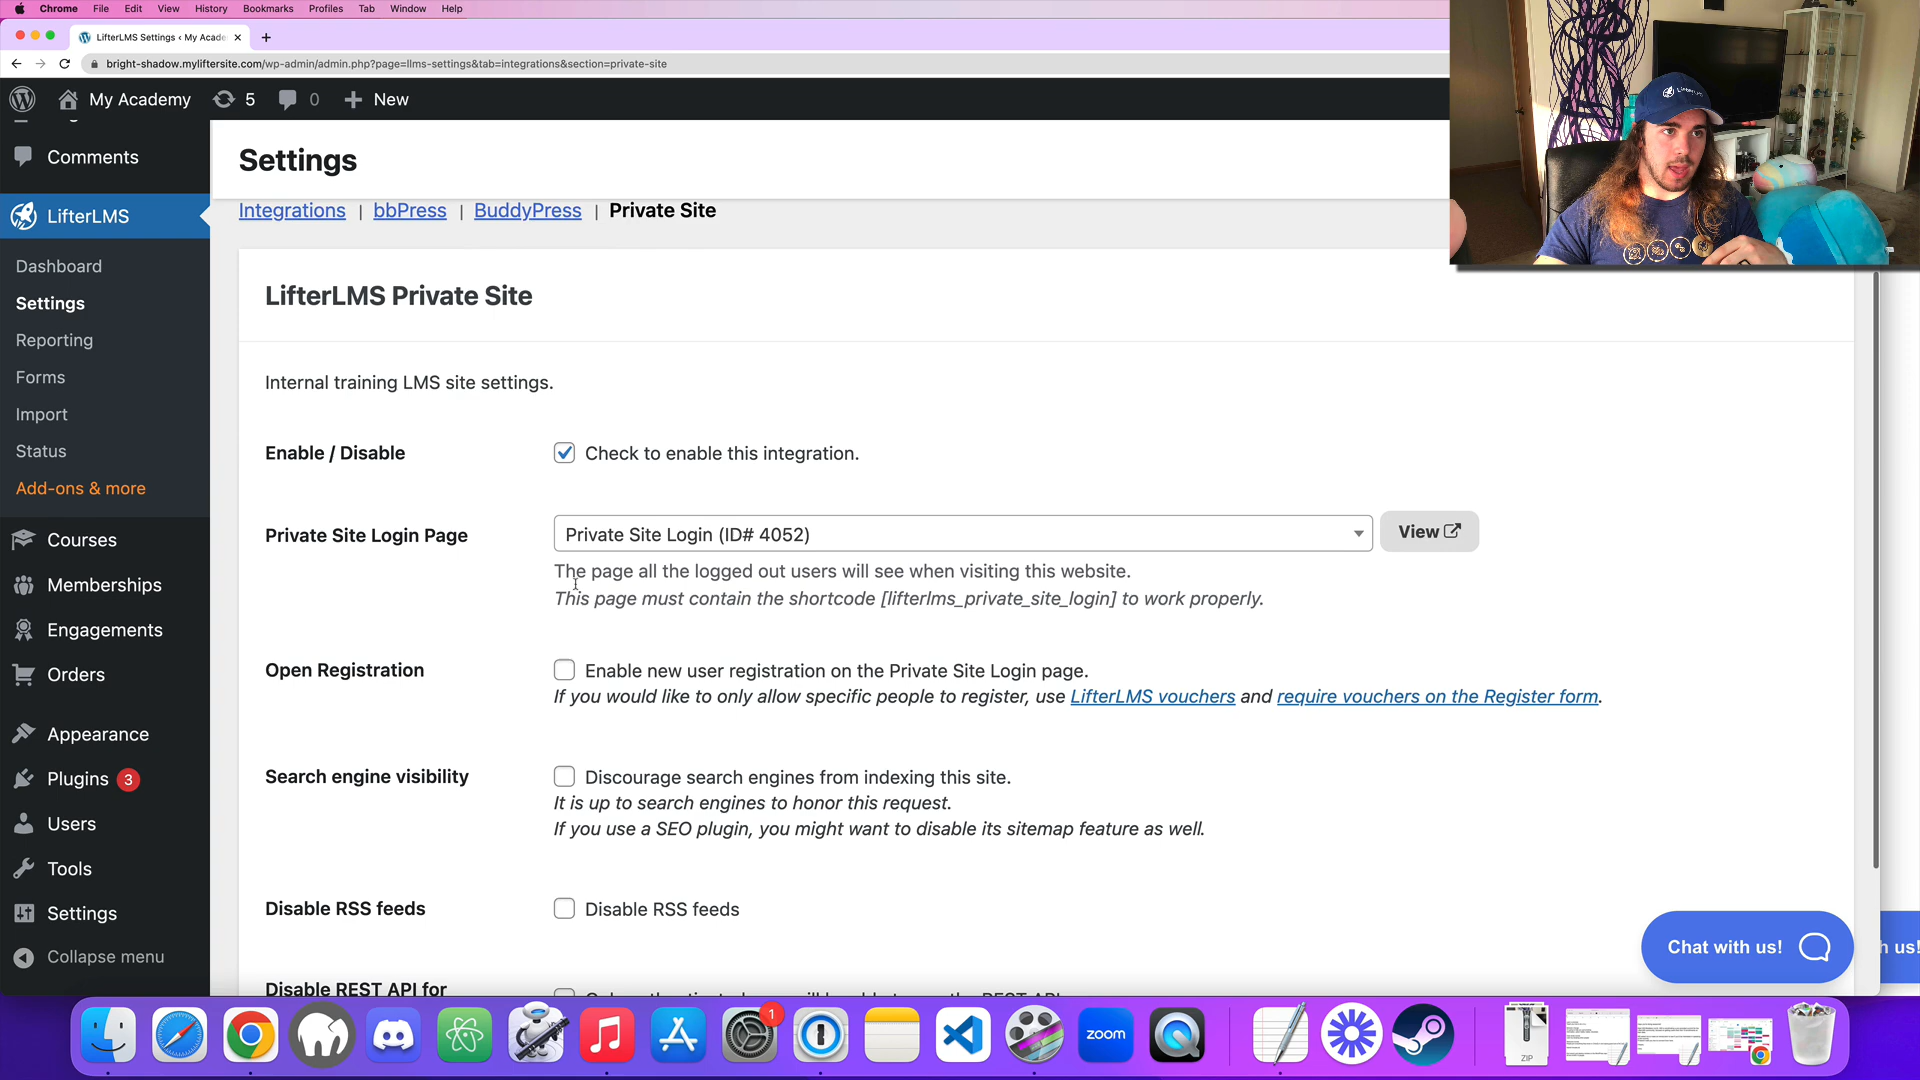 Chrome File Edit View History Bookmarks Profiles Tab Window Help
LifterLMS Settings ‹ My Acade
bright-shadow.myliftersite.com/wp-admin/admin.php?page=llms-settings&tab=integrations&section=private-site
My Academy 5 0 New
Comments
LifterLMS
Dashboard
Settings
Reporting
Forms
Import
Status
Add-ons & more
Courses
Memberships
Engagements
Orders
Appearance
Plugins 3
Users
Tools
Settings
Collapse menu
Settings
Integrations | bbPress | BuddyPress | Private Site
LifterLMS Private Site
Internal training LMS site settings.
Enable / Disable
Check to enable this integration.
Private Site Login Page
Private Site Login (ID# 4052)
View
The page all the logged out users will see when visiting this website.
This page must contain the shortcode [lifterlms_private_site_login] to work properly.
Open Registration
Enable new user registration on the Private Site Login page.
If you would like to only allow specific people to register, use LifterLMS vouchers and require vouchers on the Register form.
Search engine visibility
Discourage search engines from indexing this site.
It is up to search engines to honor this request.
If you use a SEO plugin, you might want to disable its sitemap feature as well.
Disable RSS feeds
Disable RSS feeds
Disable REST API for
Chat with us!
h us!
1
zoom
ZIP
LifterLMS